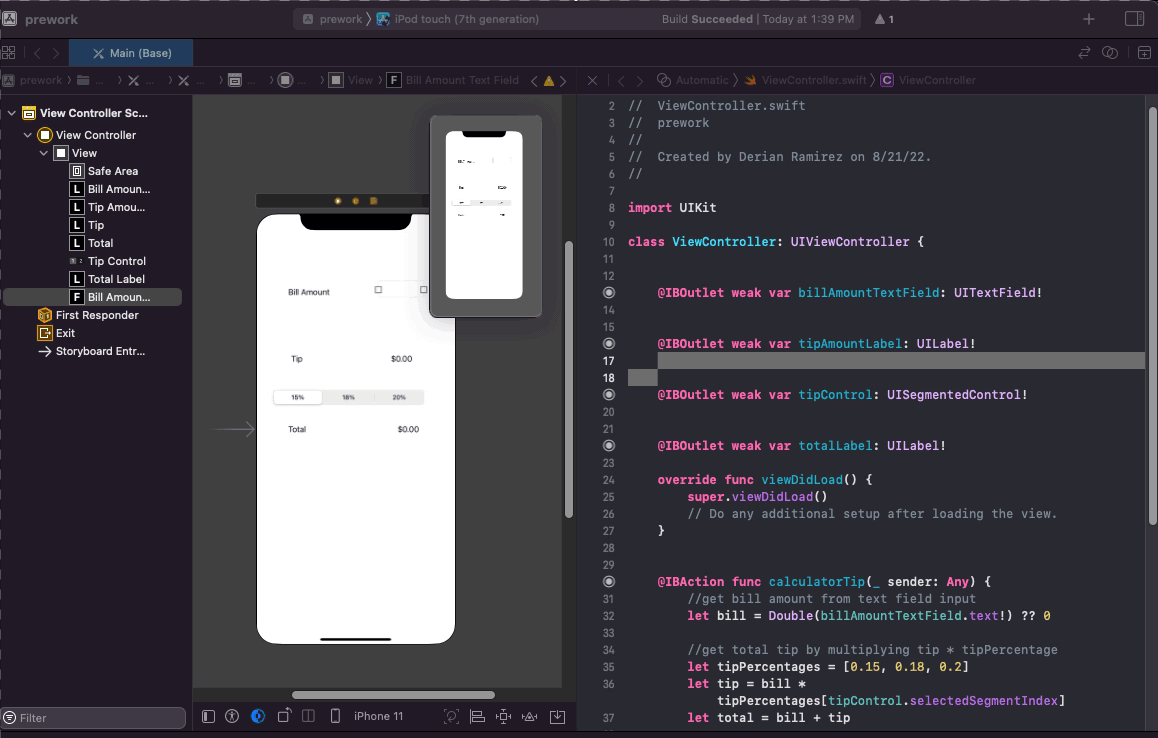 prework
prework
iPod touch (7th generation)
Build Succeeded | Today at 1:39 PM
1
Main (Base)
prework
...
...
...
...
...
View
F
Bill Amount Text Field
Automatic
ViewController.swift
C
ViewController
View Controller Sc...
View Controller
View
Safe Area
L Bill Amoun...
L Tip Amou...
L Tip
L Total
Tip Control
L Total Label
F Bill Amoun...
First Responder
Exit
Storyboard Entr...
Filter
Bill Amount
Tip $0.00
15% 18% 20%
Total $0.00
iPhone 11
2 // ViewController.swift
3 // prework
4 //
5 // Created by Derian Ramirez on 8/21/22.
6 //
7
8 import UIKit
9
10 class ViewController: UIViewController {
11
12
@IBOutlet weak var billAmountTextField: UITextField!
14
15
@IBOutlet weak var tipAmountLabel: UILabel!
17
18
@IBOutlet weak var tipControl: UISegmentedControl!
20
21
@IBOutlet weak var totalLabel: UILabel!
23
24 override func viewDidLoad() {
25 super.viewDidLoad()
26 // Do any additional setup after loading the view.
27 }
28
29
@IBAction func calculatorTip(_ sender: Any) {
31 //get bill amount from text field input
32 let bill = Double(billAmountTextField.text!) ?? 0
33
34 //get total tip by multiplying tip * tipPercentage
35 let tipPercentages = [0.15, 0.18, 0.2]
36 let tip = bill *
tipPercentages[tipControl.selectedSegmentIndex]
37 let total = bill + tip